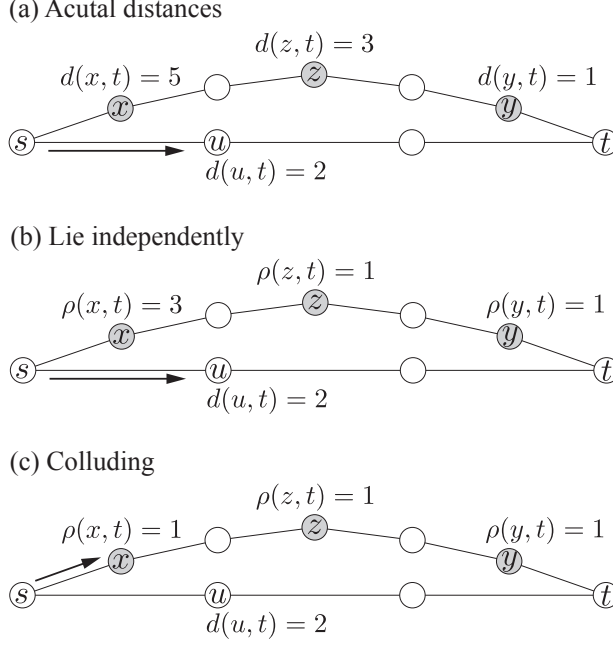 (a) Acutal distances
d(z, t) = 3
d(x, t) = 5
d(y, t) = 1
z
x
y
s
u
t
d(u, t) = 2
(b) Lie independently
ρ(z, t) = 1
ρ(x, t) = 3
ρ(y, t) = 1
z
x
y
s
u
t
d(u, t) = 2
(c) Colluding
ρ(z, t) = 1
ρ(x, t) = 1
ρ(y, t) = 1
z
x
y
s
u
t
d(u, t) = 2